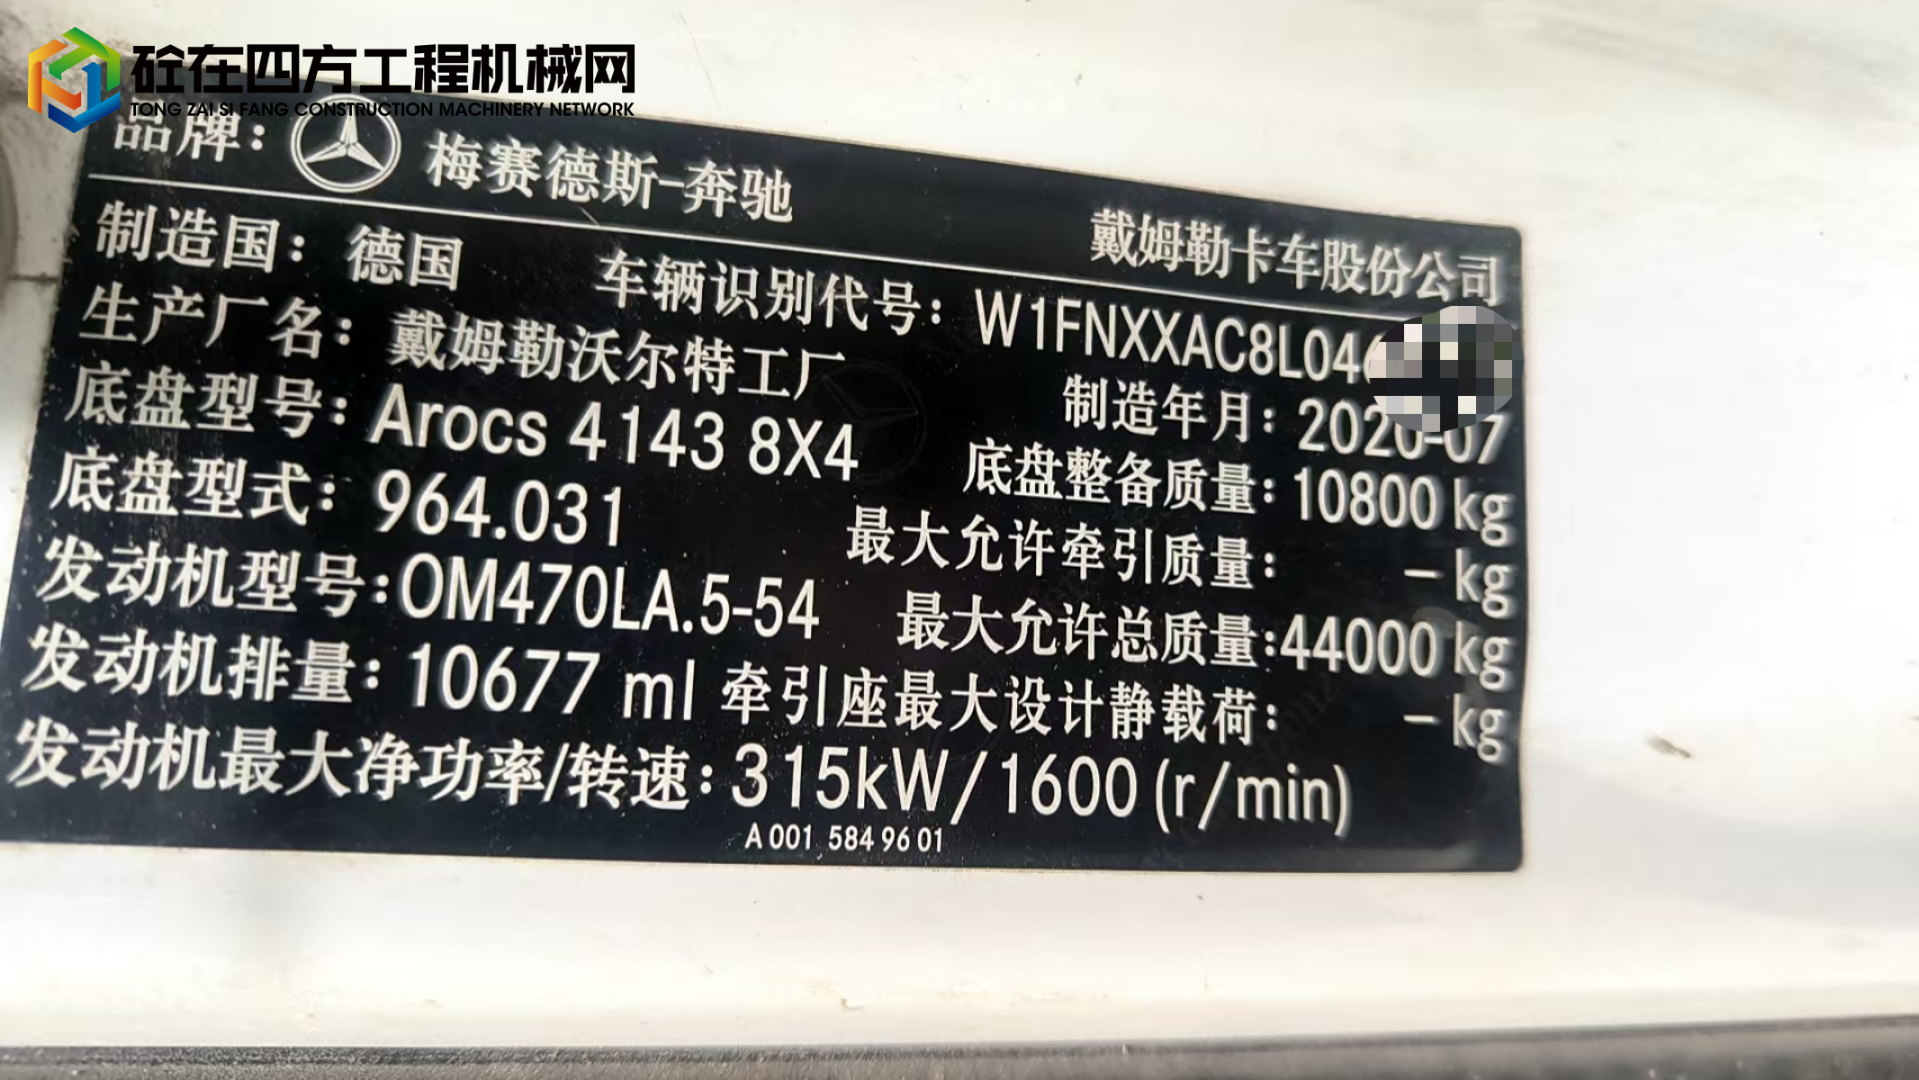 砼在四方工程机械网
TONG ZAI SI FANG CONSTRUCTION MACHINERY NETWORK
品牌： 梅赛德斯-奔驰
戴姆勒卡车股份公司
制造国：德国 车辆识别代号：W1FNXXAC8L04
生产厂名：戴姆勒沃尔特工厂 制造年月：2020-07
底盘型号：Arocs 4143 8X4 底盘整备质量：10800 kg
底盘型式：964.031 最大允许牵引质量： – kg
发动机型号：OM470LA.5-54 最大允许总质量：44000 kg
发动机排量：10677 ml 牵引座最大设计静载荷： – kg
发动机最大净功率/转速：315kW/1600(r/min)
A 001 584 96 01